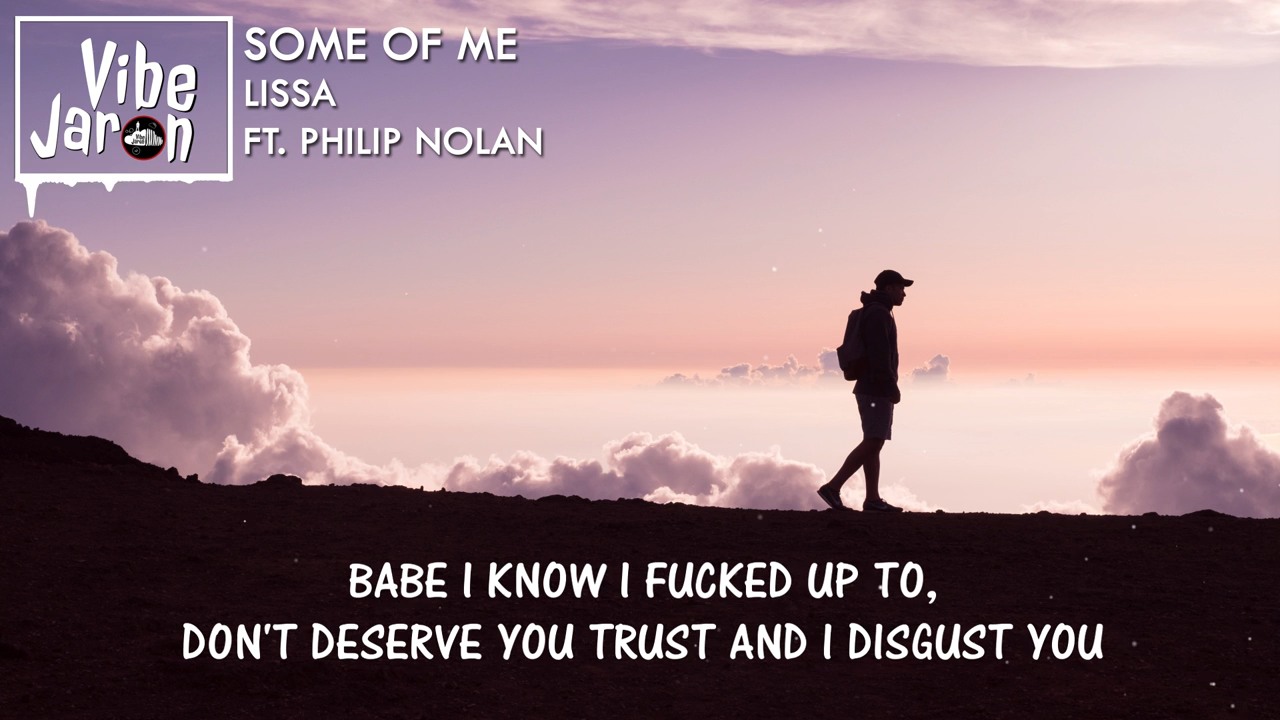 Vibe
Jaron
SOME OF ME
LISSA
FT. PHILIP NOLAN
BABE I KNOW I FUCKED UP TO,
DON'T DESERVE YOU TRUST AND I DISGUST YOU